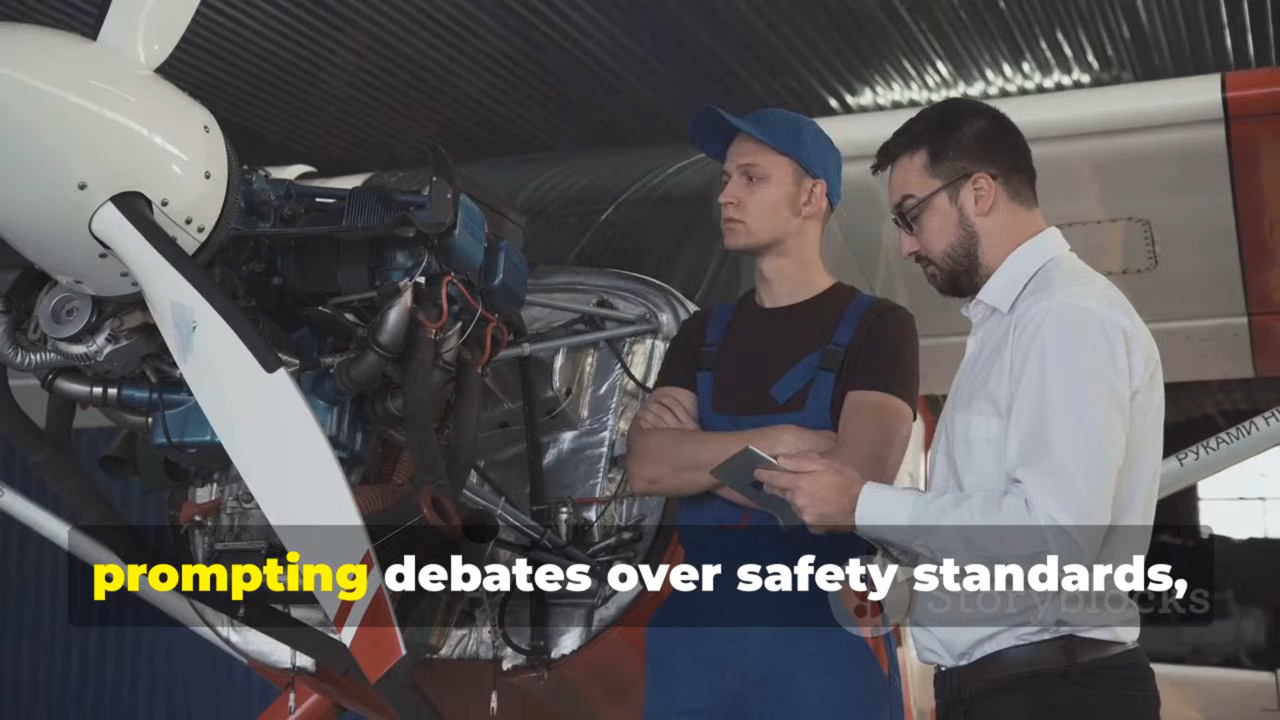 РУКАМИ Н
prompting debates over safety standards,
Storyblocks